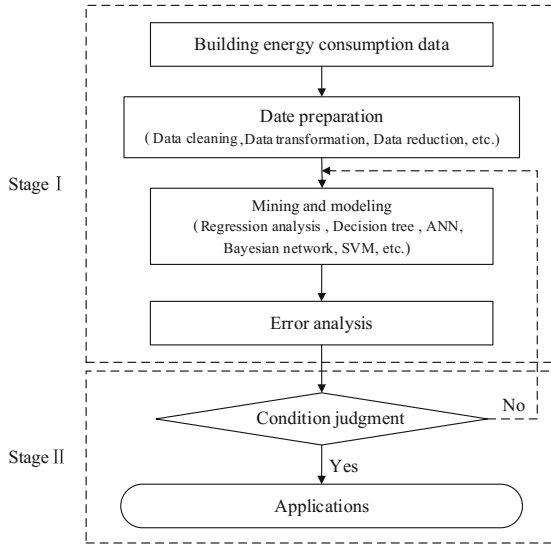 Building energy consumption data
Date preparation
( Data cleaning ,Data transformation, Data reduction, etc.)
Stage Ⅰ
Mining and modeling
( Regression analysis , Decision tree , ANN,
Bayesian network, SVM, etc.)
Error analysis
Condition judgment
No
Stage Ⅱ
Yes
Applications